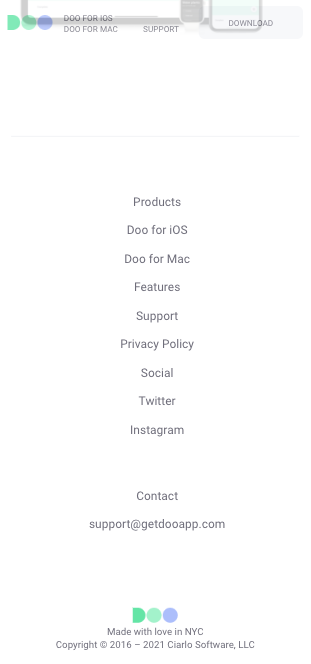 DOO FOR IOS
DOO FOR MAC
SUPPORT
DOWNLOAD
Products
Doo for iOS
Doo for Mac
Features
Support
Privacy Policy
Social
Twitter
Instagram
Contact
support@getdooapp.com
Made with love in NYC
Copyright © 2016 – 2021 Ciarlo Software, LLC